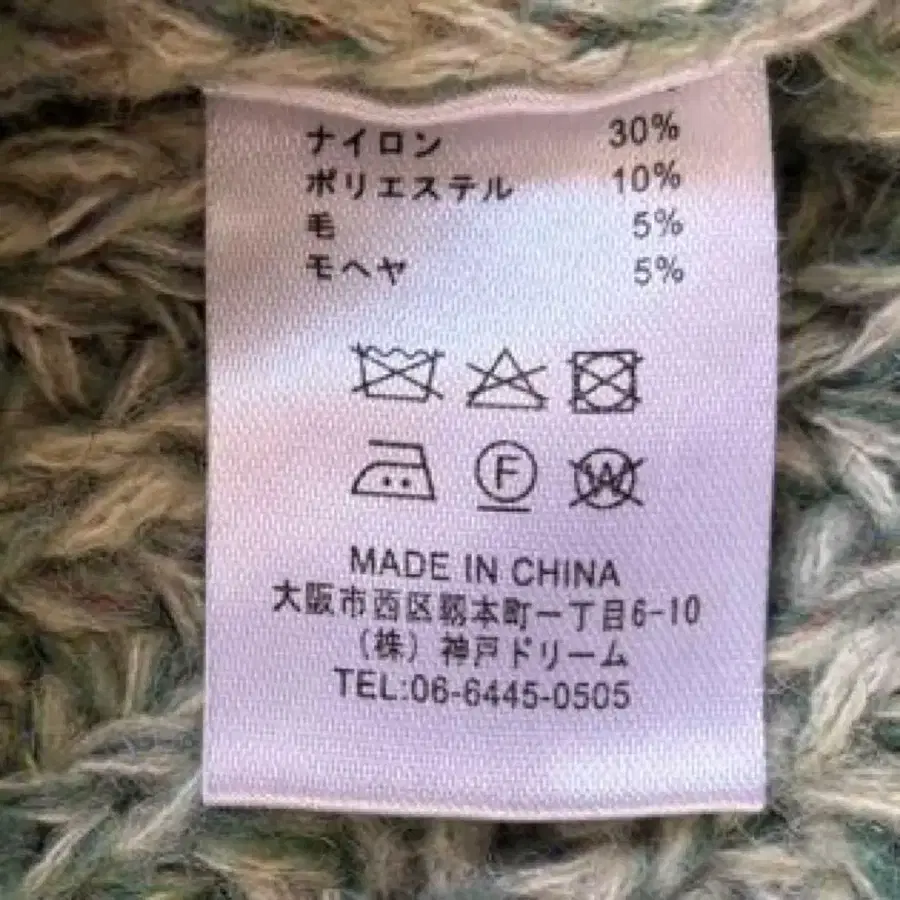 ナイロン 30%
ポリエステル 10%
毛 5%
モヘヤ 5%
F W
MADE IN CHINA
大阪市西区靱本町一丁目6-10
（株）神戸ドリーム
TEL:06-6445-0505